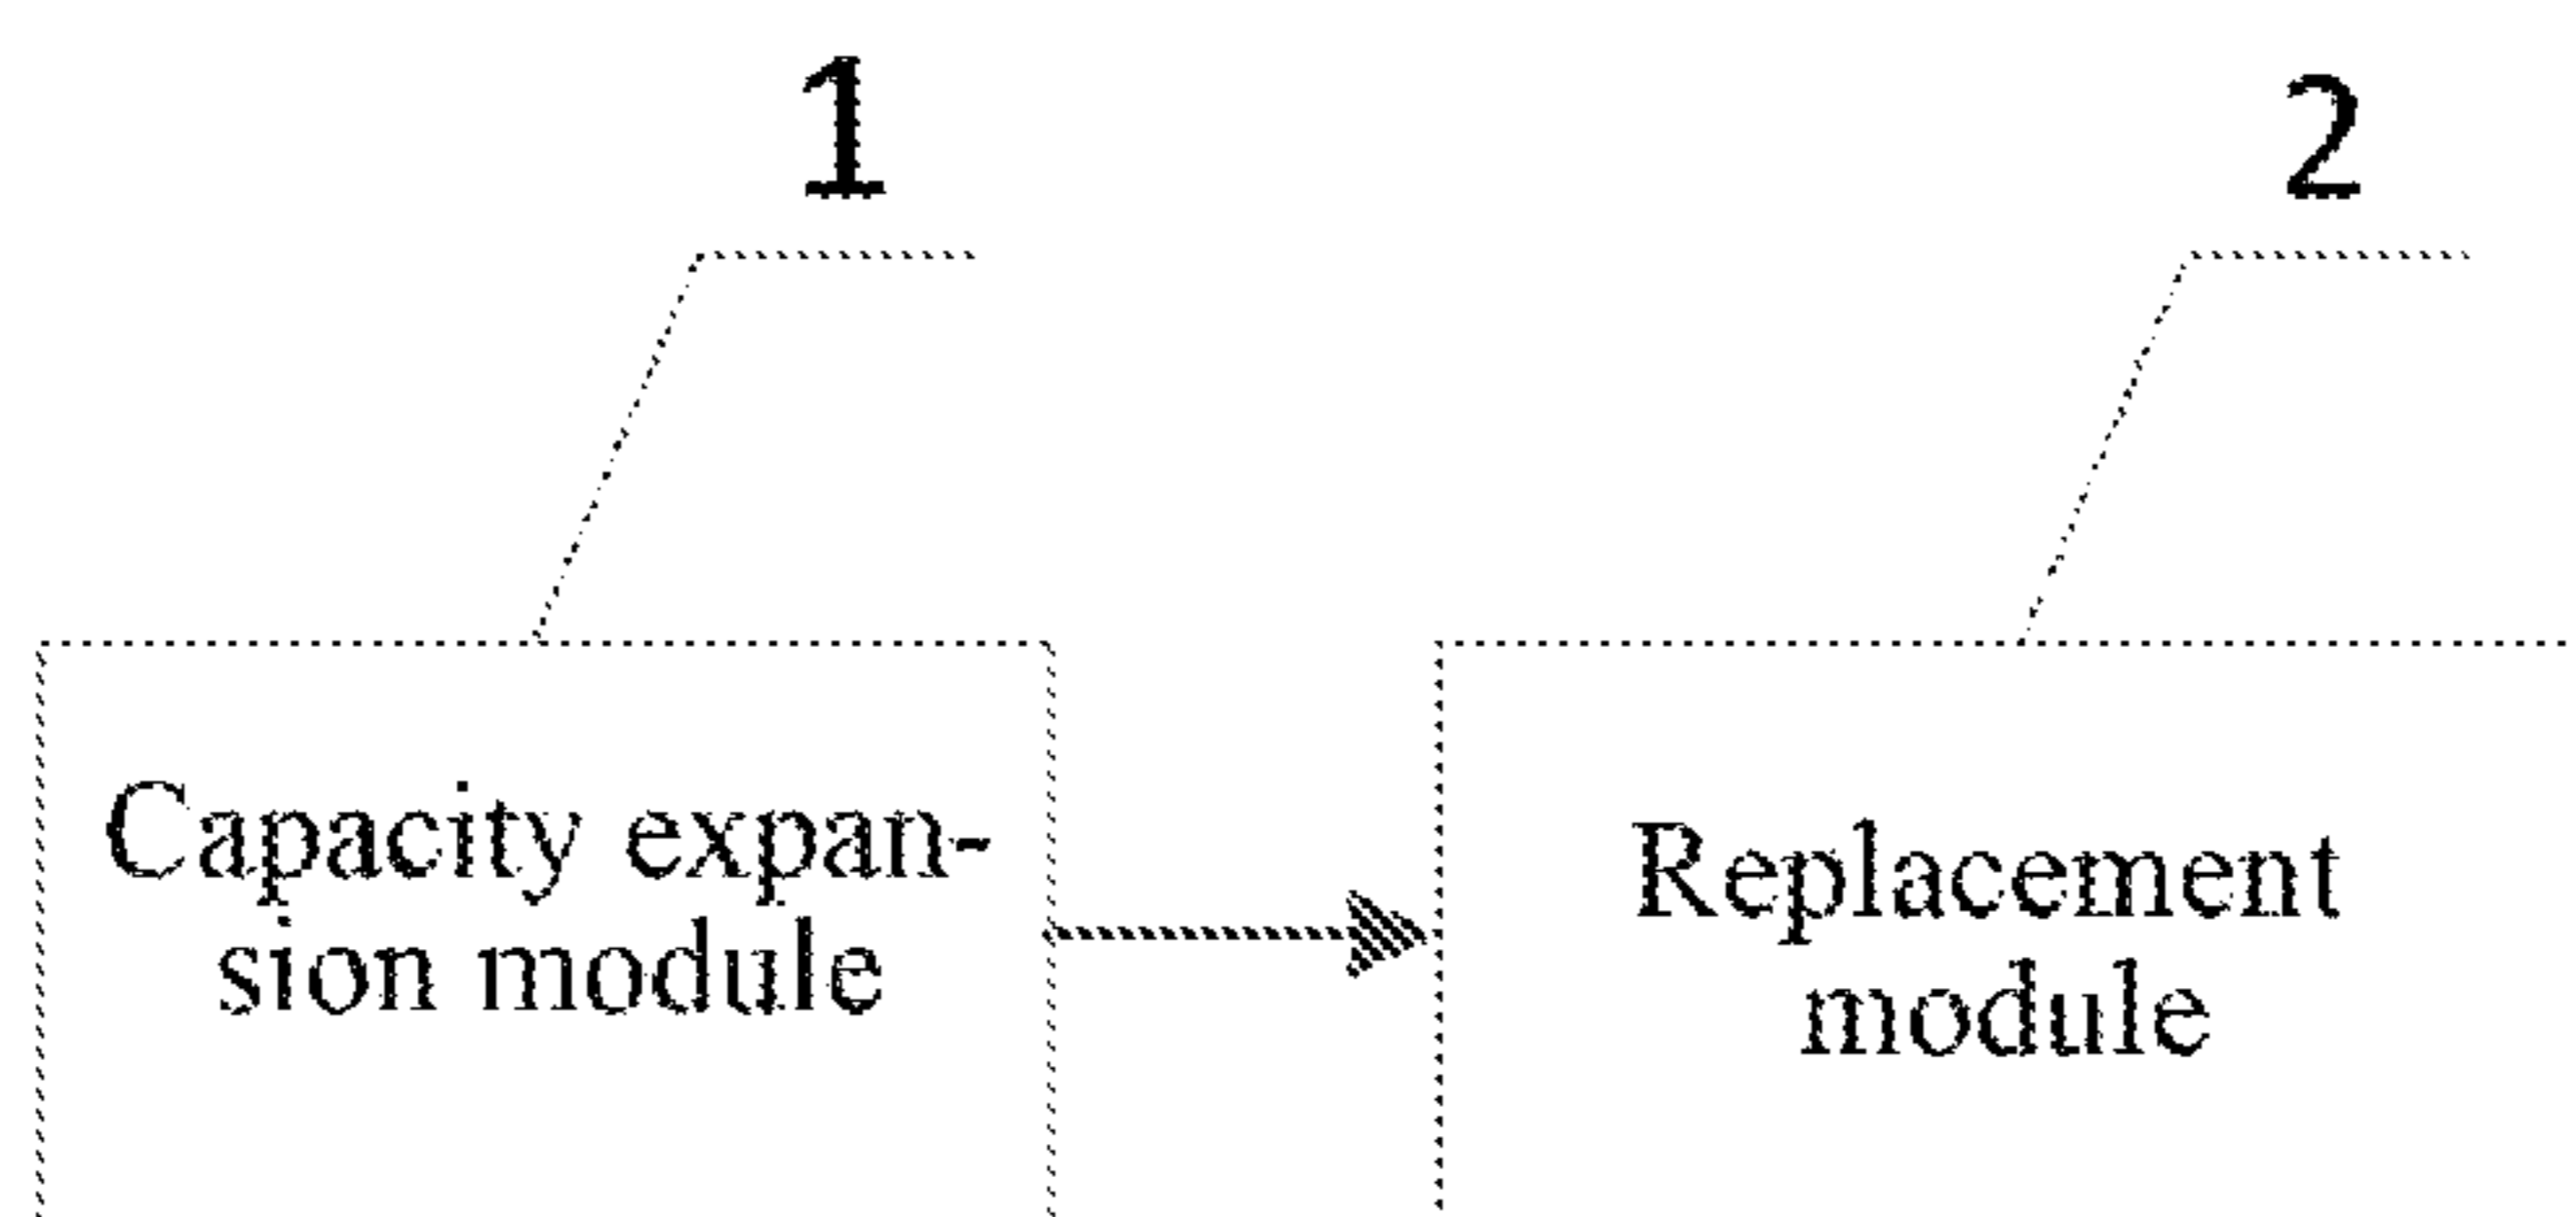 1
2
Capacity expan-
sion module
Replacement
module